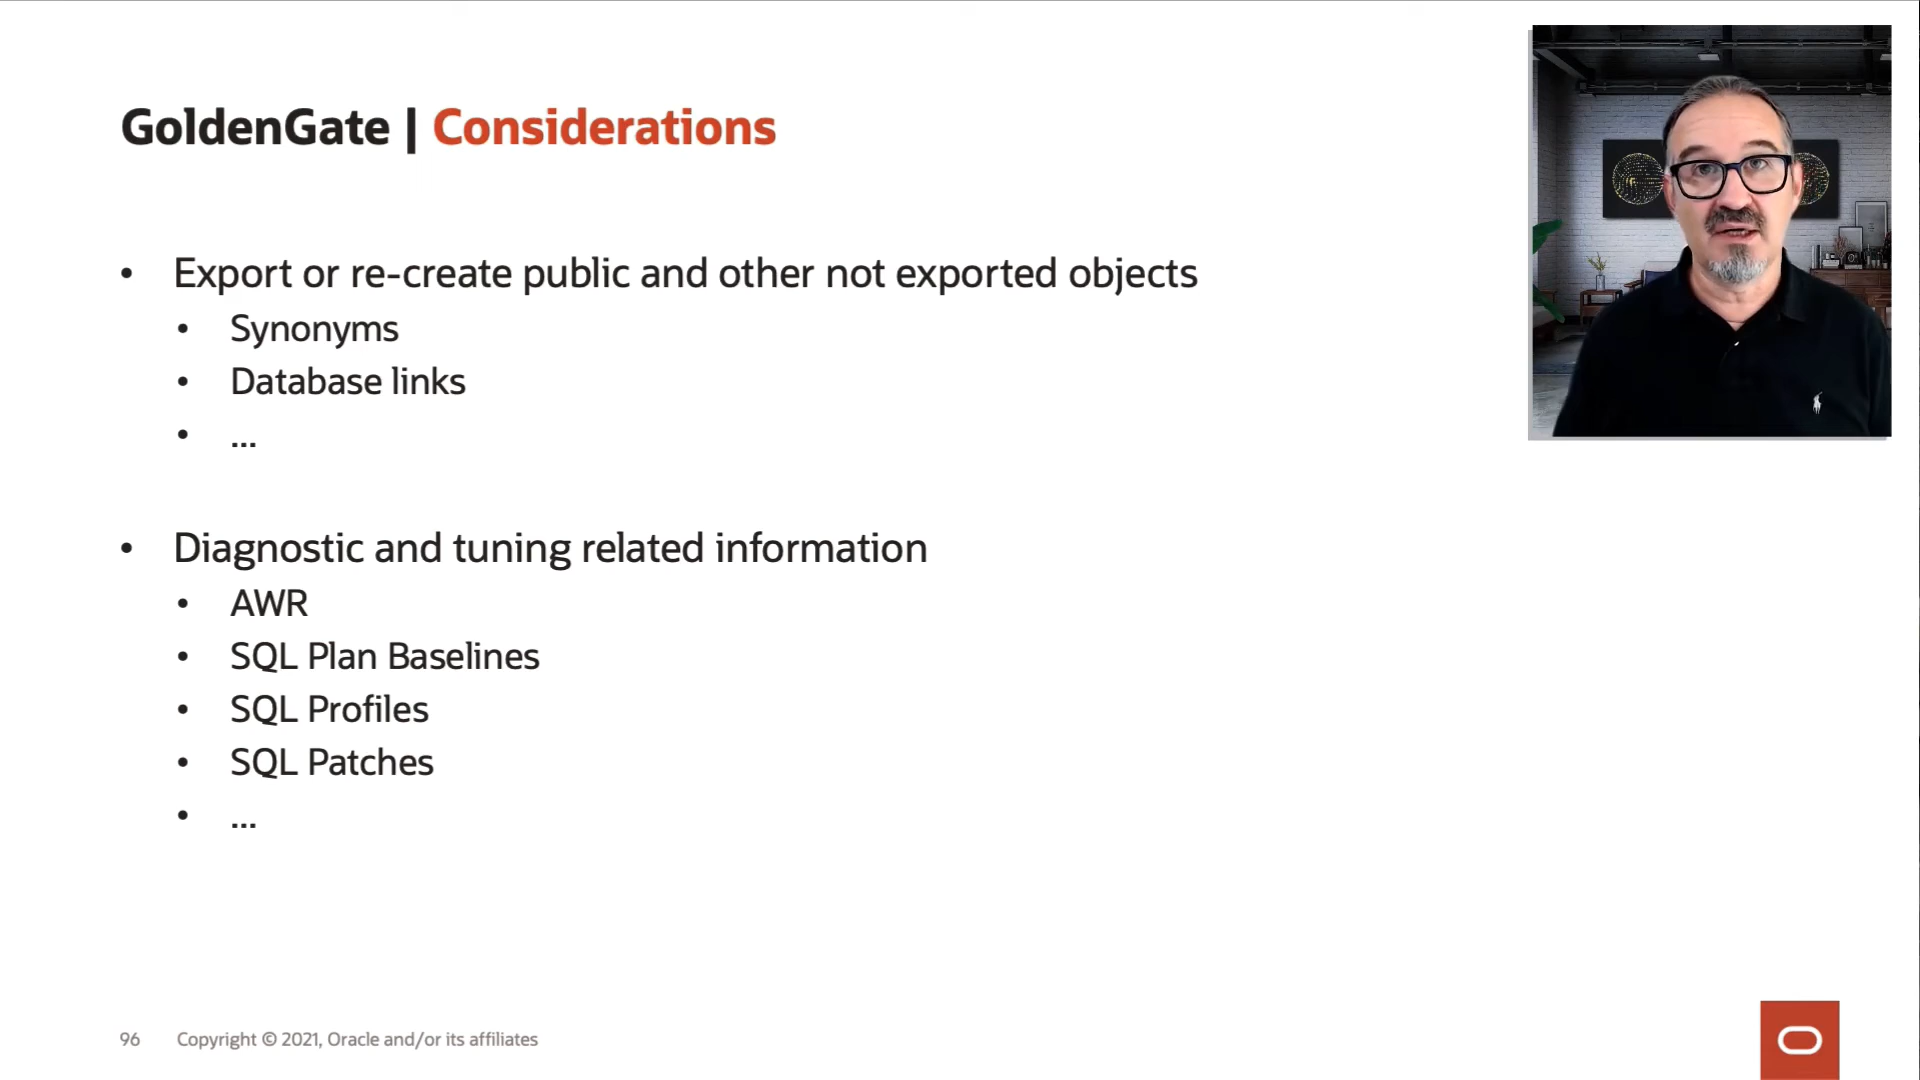 GoldenGate | Considerations
• Export or re-create public and other not exported objects
• Synonyms
• Database links
• ...
• Diagnostic and tuning related information
• AWR
• SQL Plan Baselines
• SQL Profiles
• SQL Patches
• ...
96 Copyright © 2021, Oracle and/or its affiliates